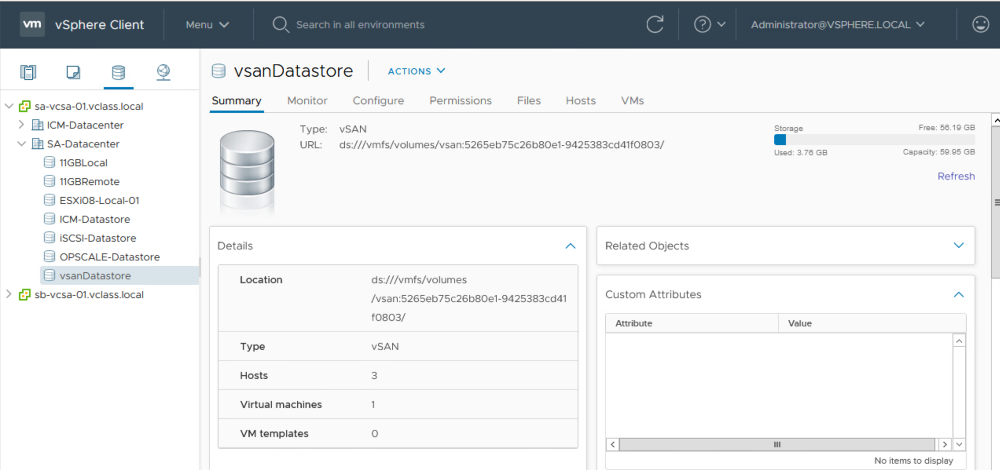 vm vSphere Client Menu Search in all environments Administrator@VSPHERE.LOCAL
vsanDatastore ACTIONS
Summary Monitor Configure Permissions Files Hosts VMs
sa-vcsa-01.vclass.local
ICM-Datacenter
SA-Datacenter
11GBLocal
11GBRemote
ESXi08-Local-01
ICM-Datastore
iSCSI-Datastore
OPSCALE-Datastore
vsanDatastore
sb-vcsa-01.vclass.local
Type: vSAN
URL: ds:///vmfs/volumes/vsan:5265eb75c26b80e1-9425383cd41f0803/
Storage Free: 56.19 GB
Used: 3.76 GB Capacity: 59.95 GB
Refresh
Details
Location ds:///vmfs/volumes
/vsan:5265eb75c26b80e1-9425383cd41
f0803/
Type vSAN
Hosts 3
Virtual machines 1
VM templates 0
Related Objects
Custom Attributes
Attribute Value
No items to display